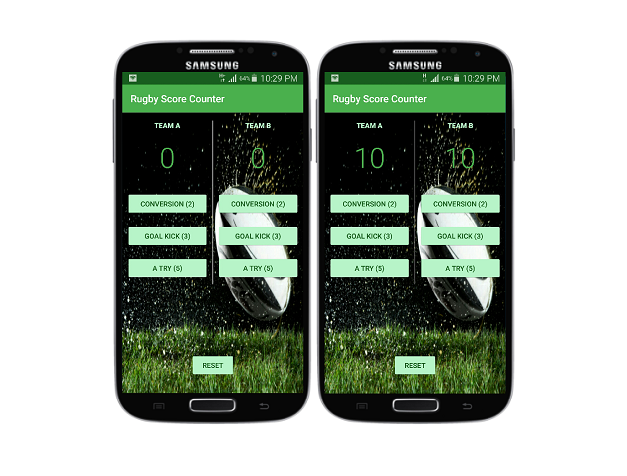 SAMSUNG
64% 10:29 PM
Rugby Score Counter
TEAM A TEAM B
0 0
CONVERSION (2) CONVERSION (2)
GOAL KICK (3) GOAL KICK (3)
A TRY (5) A TRY (5)
RESET
SAMSUNG
64% 10:29 PM
Rugby Score Counter
TEAM A TEAM B
10 10
CONVERSION (2) CONVERSION (2)
GOAL KICK (3) GOAL KICK (3)
A TRY (5) A TRY (5)
RESET